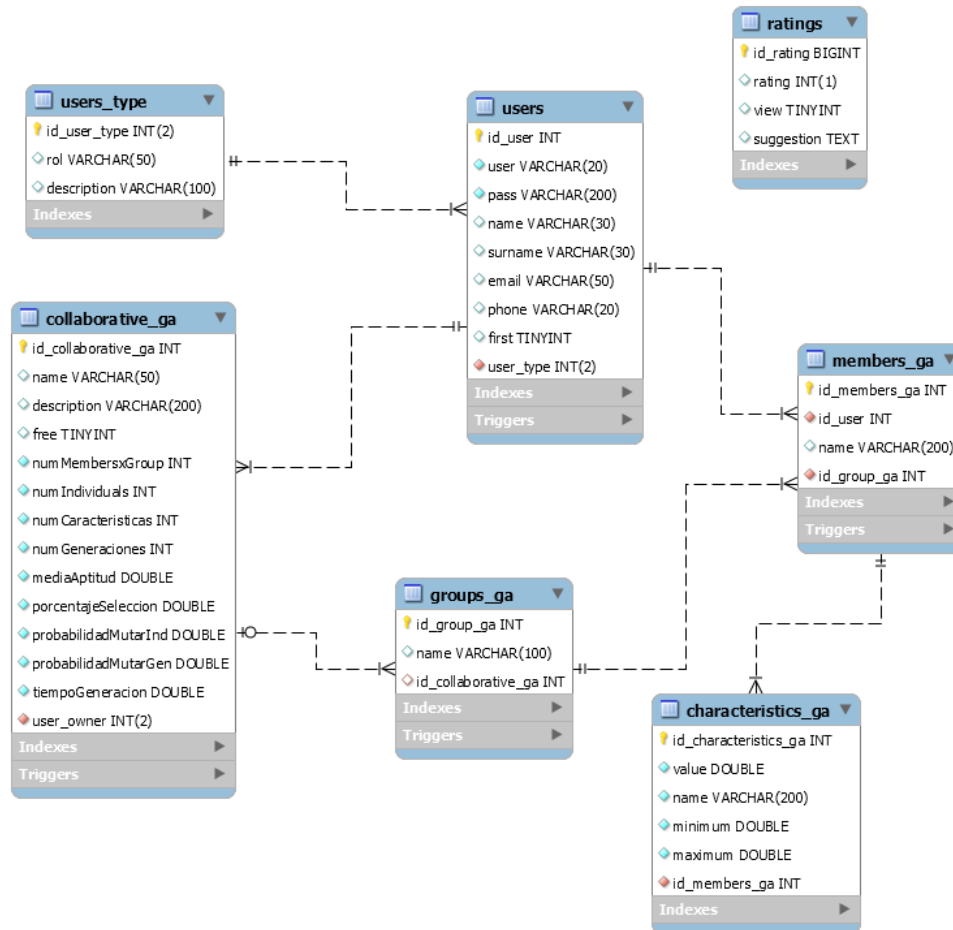 ratings
id_rating BIGINT
rating INT(1)
view TINYINT
suggestion TEXT
Indexes
users_type
id_user_type INT(2)
rol VARCHAR(50)
description VARCHAR(100)
Indexes
users
id_user INT
user VARCHAR(20)
pass VARCHAR(200)
name VARCHAR(30)
surname VARCHAR(30)
email VARCHAR(50)
phone VARCHAR(20)
first TINYINT
user_type INT(2)
Indexes
Triggers
collaborative_ga
id_collaborative_ga INT
name VARCHAR(50)
description VARCHAR(200)
free TINYINT
numMembersxGroup INT
numIndividuals INT
numCaracteristicas INT
numGeneraciones INT
mediaAptitud DOUBLE
porcentajeSeleccion DOUBLE
probabilidadMutarInd DOUBLE
probabilidadMutarGen DOUBLE
tiempoGeneracion DOUBLE
user_owner INT(2)
Indexes
Triggers
members_ga
id_members_ga INT
id_user INT
name VARCHAR(200)
id_group_ga INT
Indexes
Triggers
groups_ga
id_group_ga INT
name VARCHAR(100)
id_collaborative_ga INT
Indexes
Triggers
characteristics_ga
id_characteristics_ga INT
value DOUBLE
name VARCHAR(200)
minimum DOUBLE
maximum DOUBLE
id_members_ga INT
Indexes